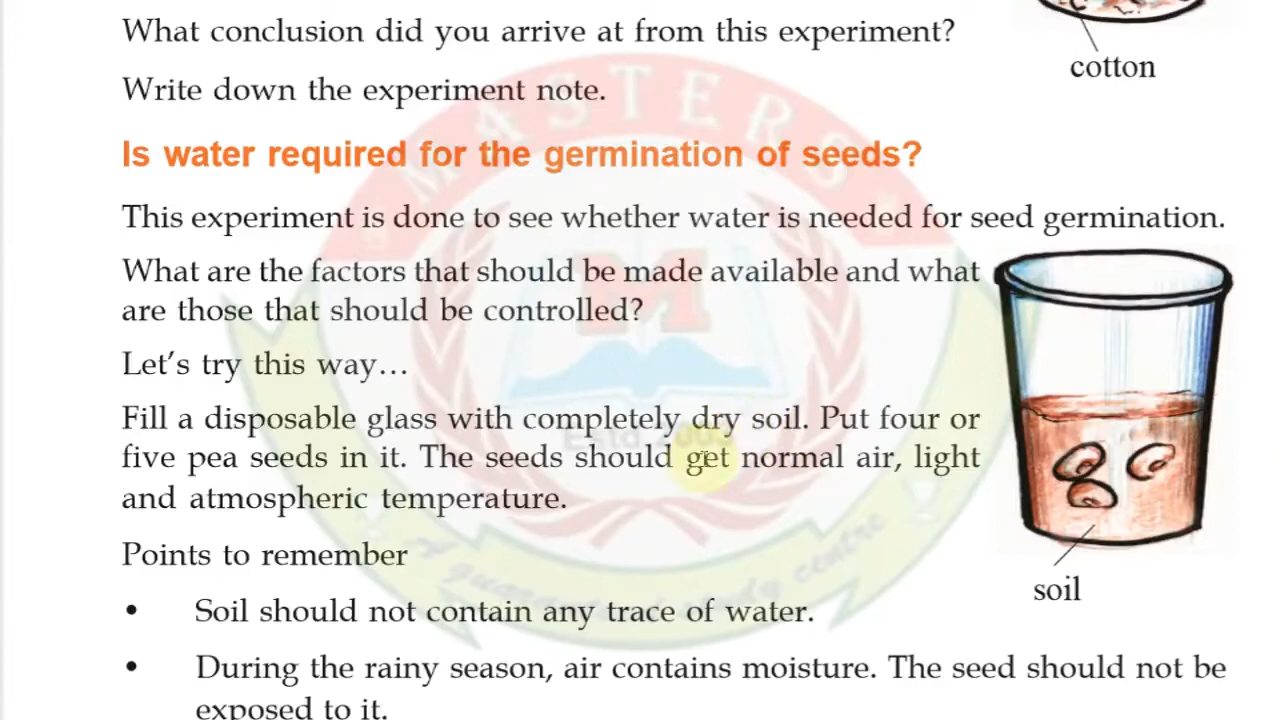 What conclusion did you arrive at from this experiment?
cotton
Write down the experiment note.
MASTERS
Is water required for the germination of seeds?
This experiment is done to see whether water is needed for seed germination.
What are the factors that should be made available and what
are those that should be controlled?
M
Let's try this way…
Fill a disposable glass with completely dry soil. Put four or
Estd 2003
five pea seeds in it. The seeds should get normal air, light
and atmospheric temperature.
Points to remember
soil
• Soil should not contain any trace of water.
• During the rainy season, air contains moisture. The seed should not be
exposed to it.